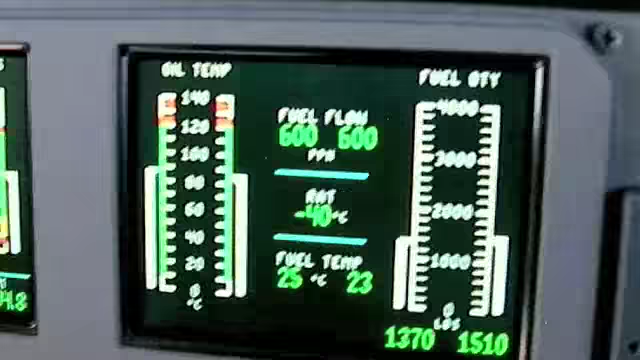 OIL TEMP
140
120
100
80
60
40
20
0
°C
FUEL FLOW
600 600
PPH
RAT
-40°C
FUEL TEMP
25 °C 23
FUEL QTY
4000
3000
2000
1000
0
LBS
1370 1510